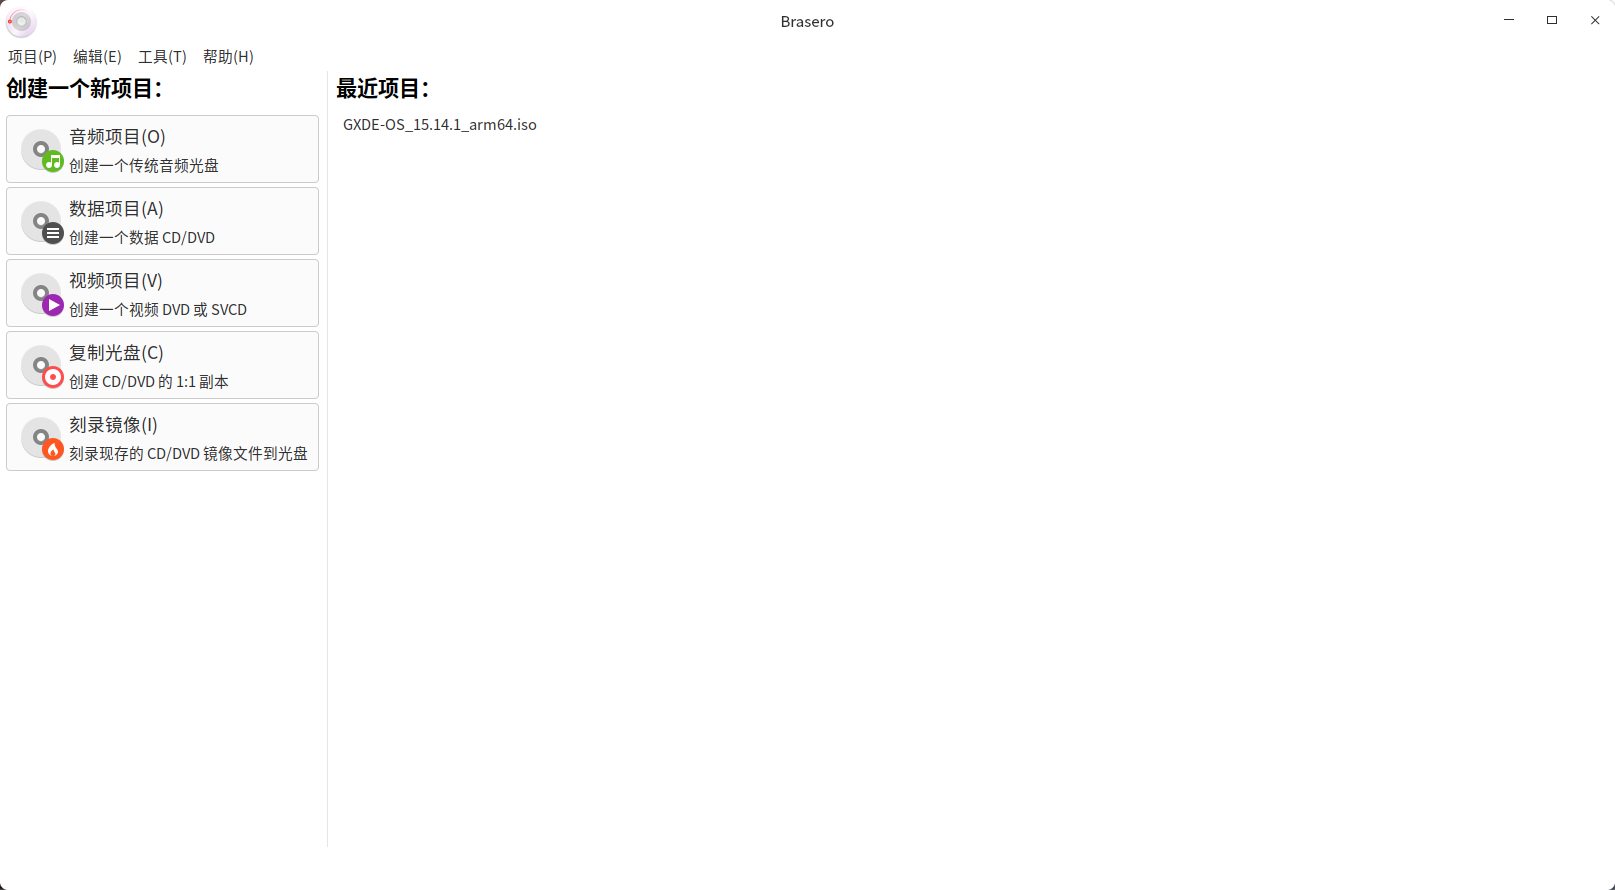 Brasero
项目(P) 编辑(E) 工具(T) 帮助(H)
创建一个新项目：
音频项目(O)
创建一个传统音频光盘
数据项目(A)
创建一个数据 CD/DVD
视频项目(V)
创建一个视频 DVD 或 SVCD
复制光盘(C)
创建 CD/DVD 的 1:1 副本
刻录镜像(I)
刻录现存的 CD/DVD 镜像文件到光盘
最近项目：
GXDE-OS_15.14.1_arm64.iso